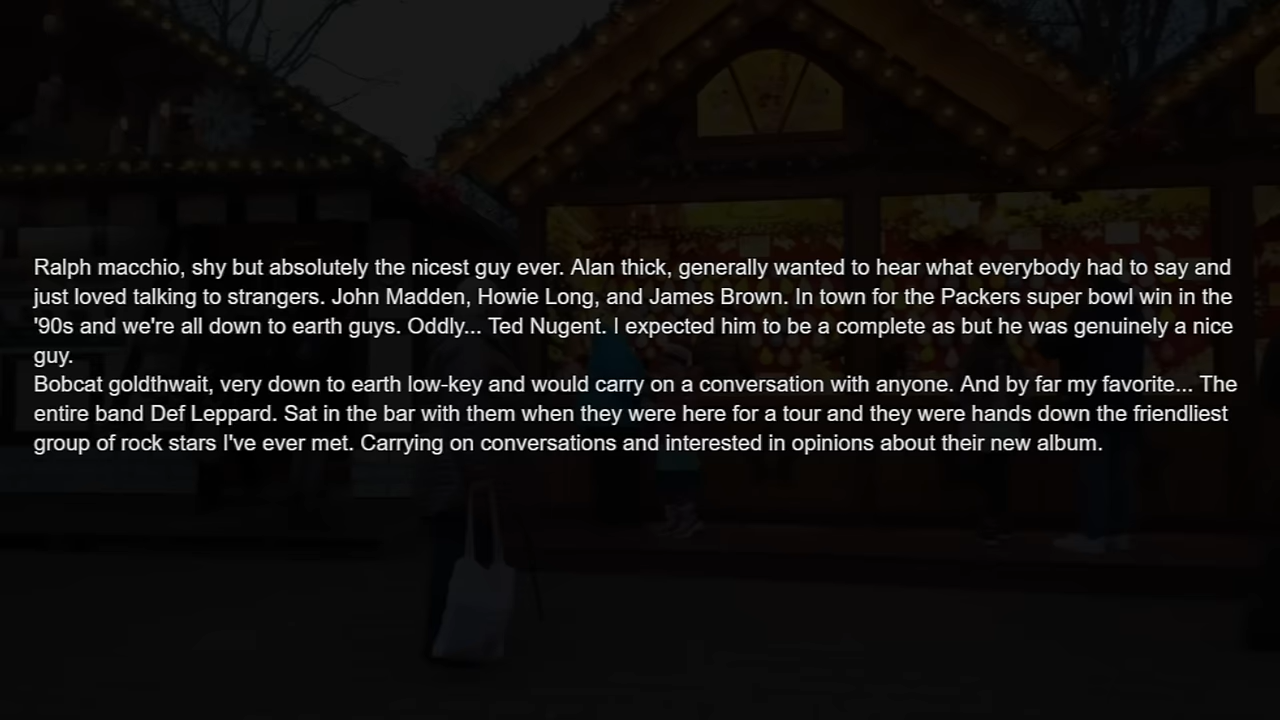 Ralph macchio, shy but absolutely the nicest guy ever. Alan thick, generally wanted to hear what everybody had to say and
just loved talking to strangers. John Madden, Howie Long, and James Brown. In town for the Packers super bowl win in the
'90s and we're all down to earth guys. Oddly... Ted Nugent. I expected him to be a complete as but he was genuinely a nice
guy.
Bobcat goldthwait, very down to earth low-key and would carry on a conversation with anyone. And by far my favorite... The
entire band Def Leppard. Sat in the bar with them when they were here for a tour and they were hands down the friendliest
group of rock stars I've ever met. Carrying on conversations and interested in opinions about their new album.